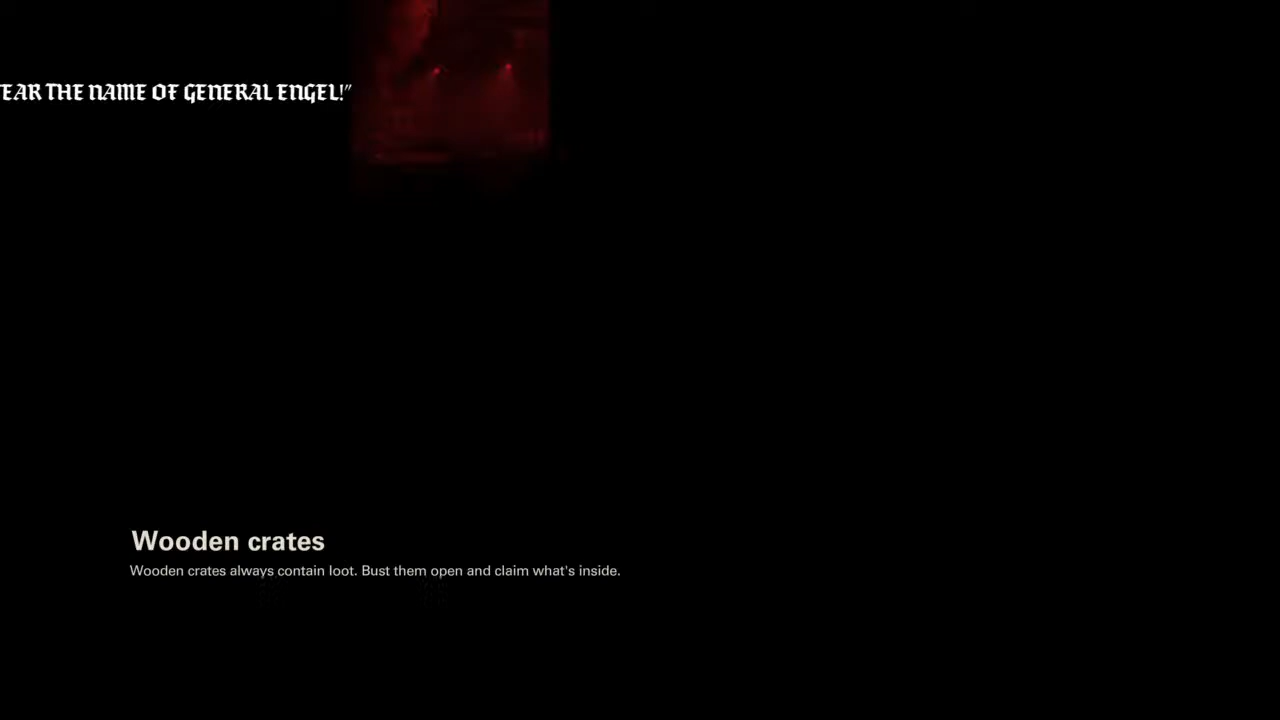 EAR THE NAME OF GENERAL ENGEL!”
Wooden crates
Wooden crates always contain loot. Bust them open and claim what's inside.